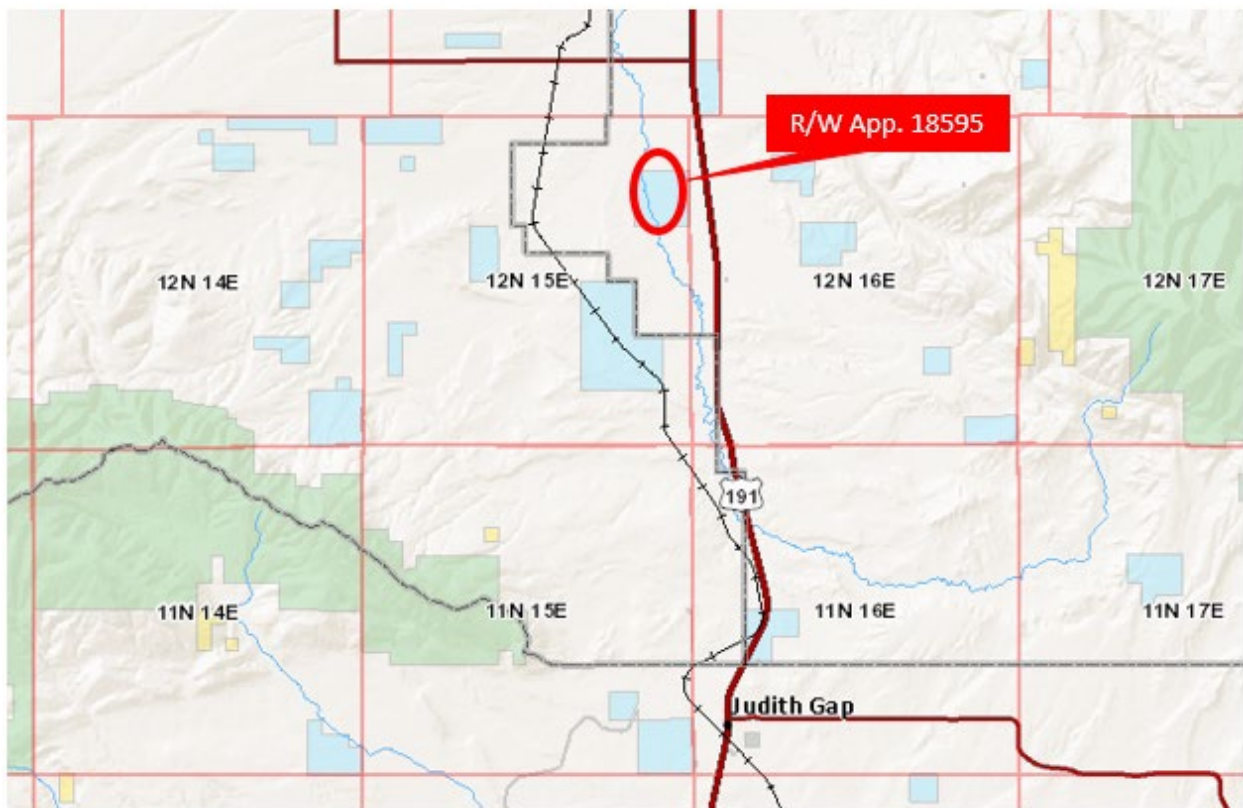 R/W App. 18595
12N 14E
12N 15E
12N 16E
12N 17E
191
11N 14E
11N 15E
11N 16E
11N 17E
Judith Gap